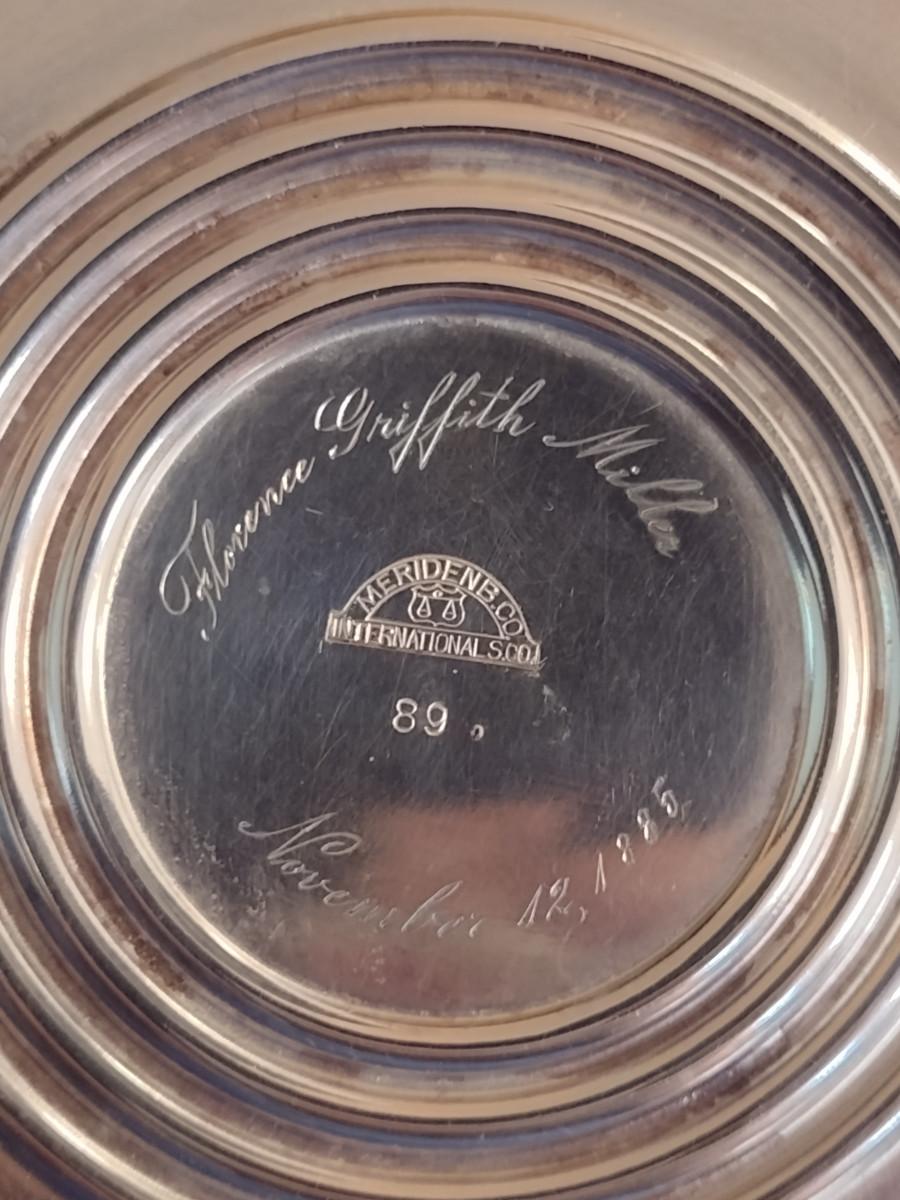 Florence Griffith Miller
MERIDEN B. CO.
INTERNATIONAL S. CO.
89.
November 12, 1885